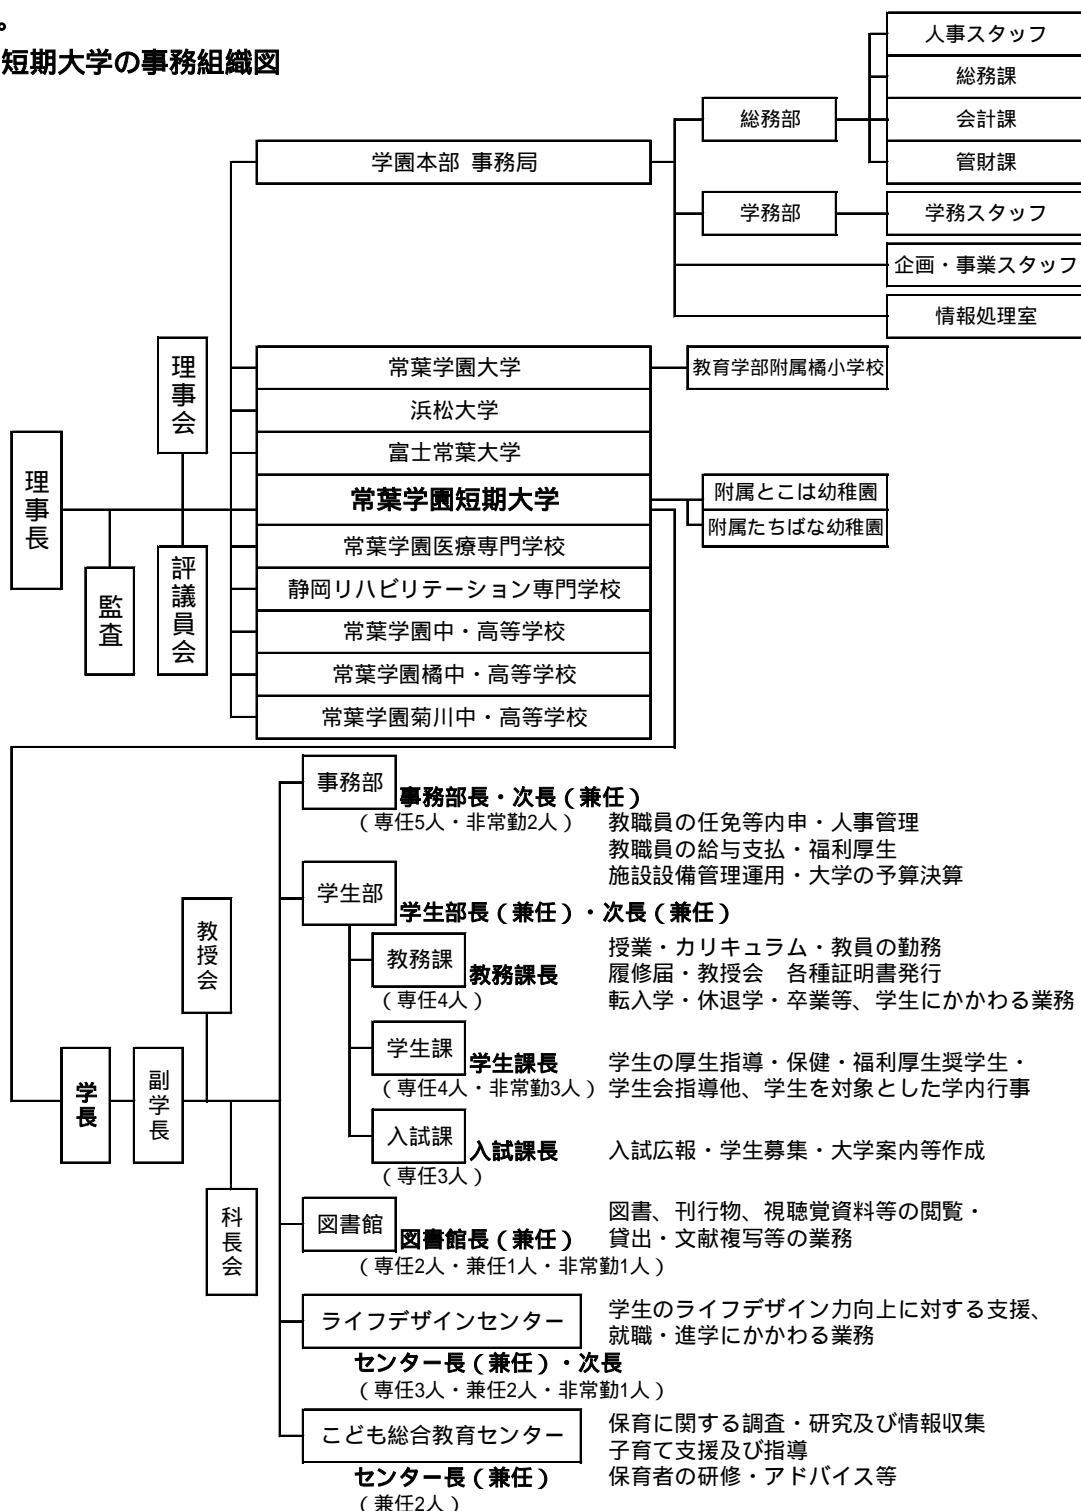 。
短期大学の事務組織図
人事スタッフ
総務課
会計課
管財課
総務部
学園本部 事務局
学務部
学務スタッフ
企画・事業スタッフ
情報処理室
理事会
常葉学園大学
教育学部附属橘小学校
浜松大学
富士常葉大学
理事長
常葉学園短期大学
附属とこは幼稚園
附属たちばな幼稚園
監査
評議員会
常葉学園医療専門学校
静岡リハビリテーション専門学校
常葉学園中・高等学校
常葉学園橘中・高等学校
常葉学園菊川中・高等学校
事務部
事務部長・次長（兼任）
（専任5人・非常勤2人）
教職員の任免等内申・人事管理
教職員の給与支払・福利厚生
施設設備管理運用・大学の予算決算
学生部
学生部長（兼任）・次長（兼任）
教授会
教務課
教務課長
（専任4人）
授業・カリキュラム・教員の勤務
履修届・教授会　各種証明書発行
転入学・休退学・卒業等、学生にかかわる業務
学生課
学生課長
（専任4人・非常勤3人）
学生の厚生指導・保健・福利厚生奨学生・
学生会指導他、学生を対象とした学内行事
学長
副学長
入試課
入試課長
（専任3人）
入試広報・学生募集・大学案内等作成
科長会
図書館
図書館長（兼任）
（専任2人・兼任1人・非常勤1人）
図書、刊行物、視聴覚資料等の閲覧・
貸出・文献複写等の業務
ライフデザインセンター
センター長（兼任）・次長
（専任3人・兼任2人・非常勤1人）
学生のライフデザイン力向上に対する支援、
就職・進学にかかわる業務
こども総合教育センター
センター長（兼任）
（兼任2人）
保育に関する調査・研究及び情報収集
子育て支援及び指導
保育者の研修・アドバイス等